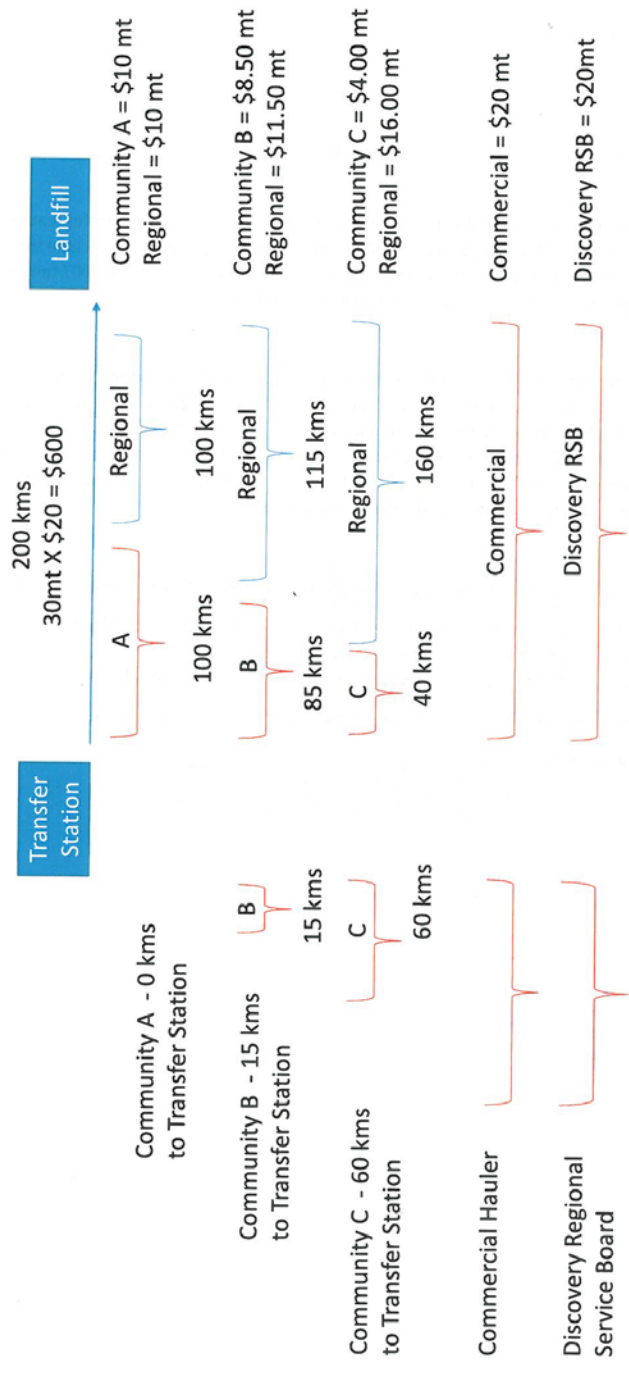 200 kms
30mt X $20 = $600
Transfer
Station
Landfill
Community A - 0 kms
to Transfer Station
A
Regional
100 kms
100 kms
Community A = $10 mt
Regional = $10 mt
Community B - 15 kms
to Transfer Station
B
15 kms
B
Regional
85 kms
115 kms
Community B = $8.50 mt
Regional = $11.50 mt
Community C - 60 kms
to Transfer Station
C
60 kms
C
Regional
40 kms
160 kms
Community C = $4.00 mt
Regional = $16.00 mt
Commercial Hauler
Commercial
Commercial = $20 mt
Discovery Regional
Service Board
Discovery RSB
Discovery RSB = $20mt